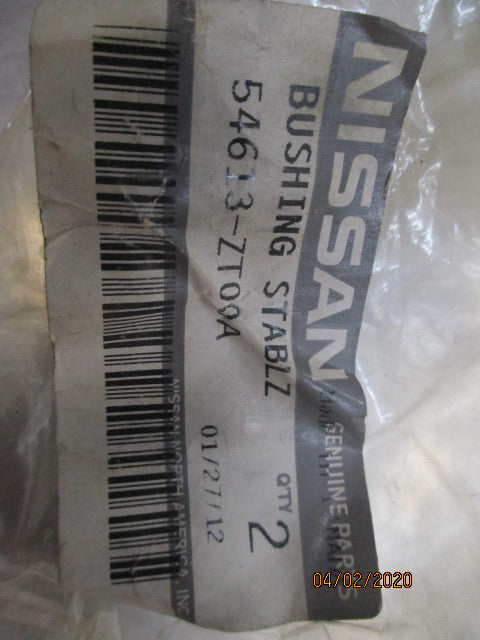 NISSAN GENUINE PARTS
BUSHING STABLZ
QTY
54613-ZT00A
2
01/27/12
NISSAN NORTH AMERICA, INC
04/02/2020